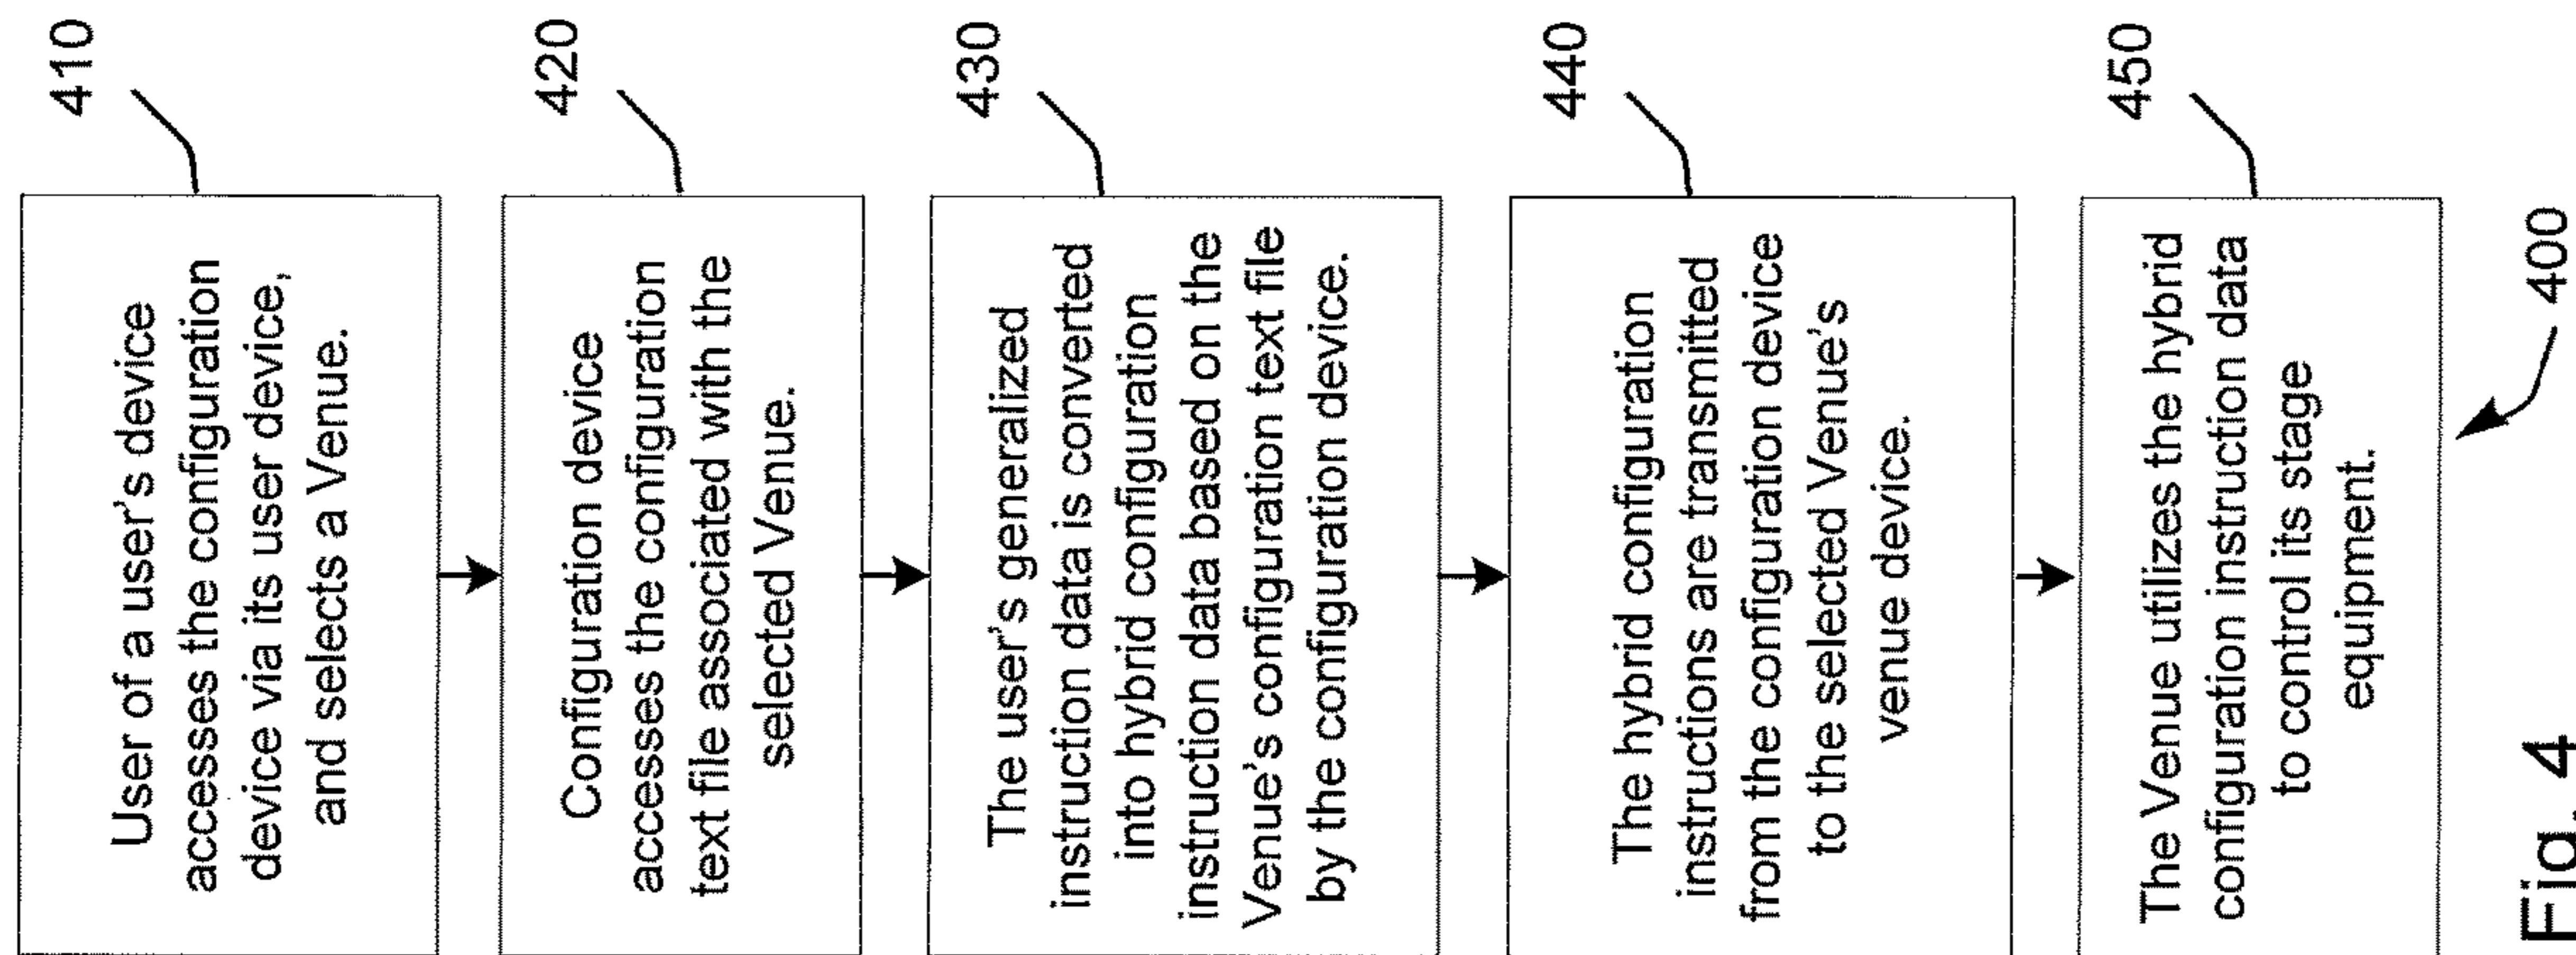 410
User of a user's device
accesses the configuration
device via its user device,
and selects a Venue.
420
Configuration device
accesses the configuration
text file associated with the
selected Venue.
430
The user's generalized
instruction data is converted
into hybrid configuration
instruction data based on the
Venue's configuration text file
by the configuration device.
440
The hybrid configuration
instructions are transmitted
from the configuration device
to the selected Venue's
venue device.
450
The Venue utilizes the hybrid
configuration instruction data
to control its stage
equipment.
400
Fig. 4